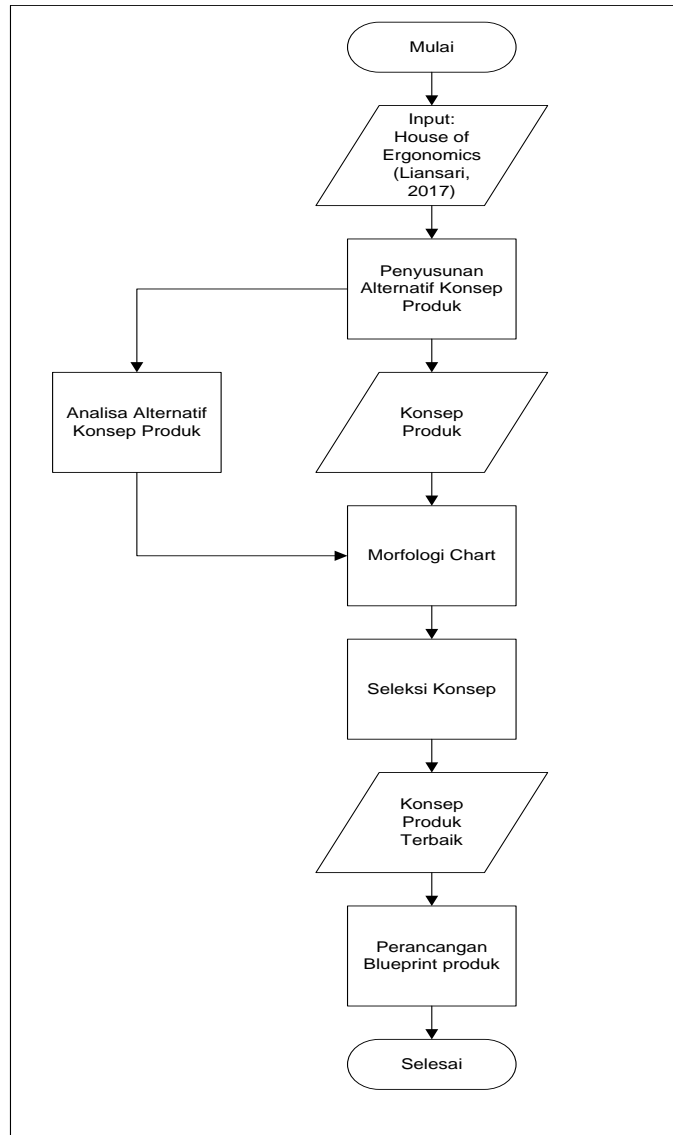 Mulai
Input:
House of
Ergonomics
(Liansari,
2017)
Penyusunan
Alternatif Konsep
Produk
Analisa Alternatif
Konsep Produk
Konsep
Produk
Morfologi Chart
Seleksi Konsep
Konsep
Produk
Terbaik
Perancangan
Blueprint produk
Selesai